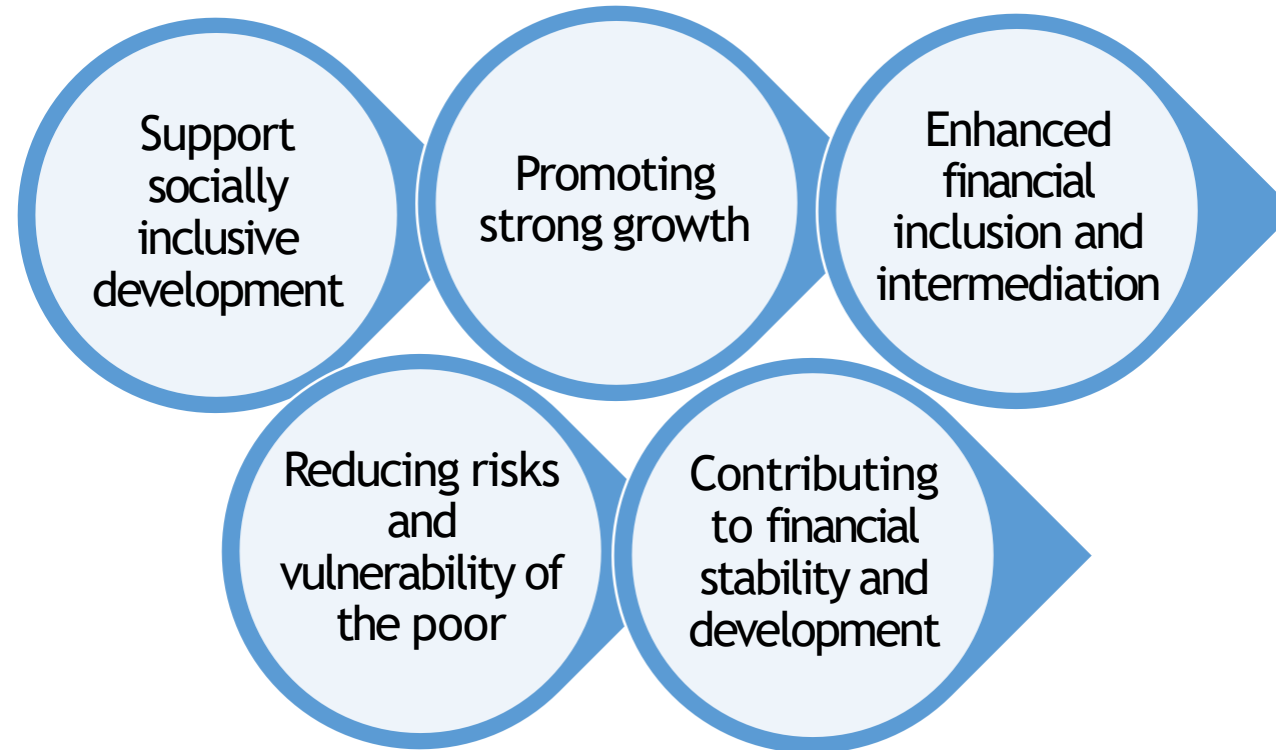 Support
socially
inclusive
development
Promoting
strong growth
Enhanced
financial
inclusion and
intermediation
Reducing risks
and
vulnerability of
the poor
Contributing
to financial
stability and
development